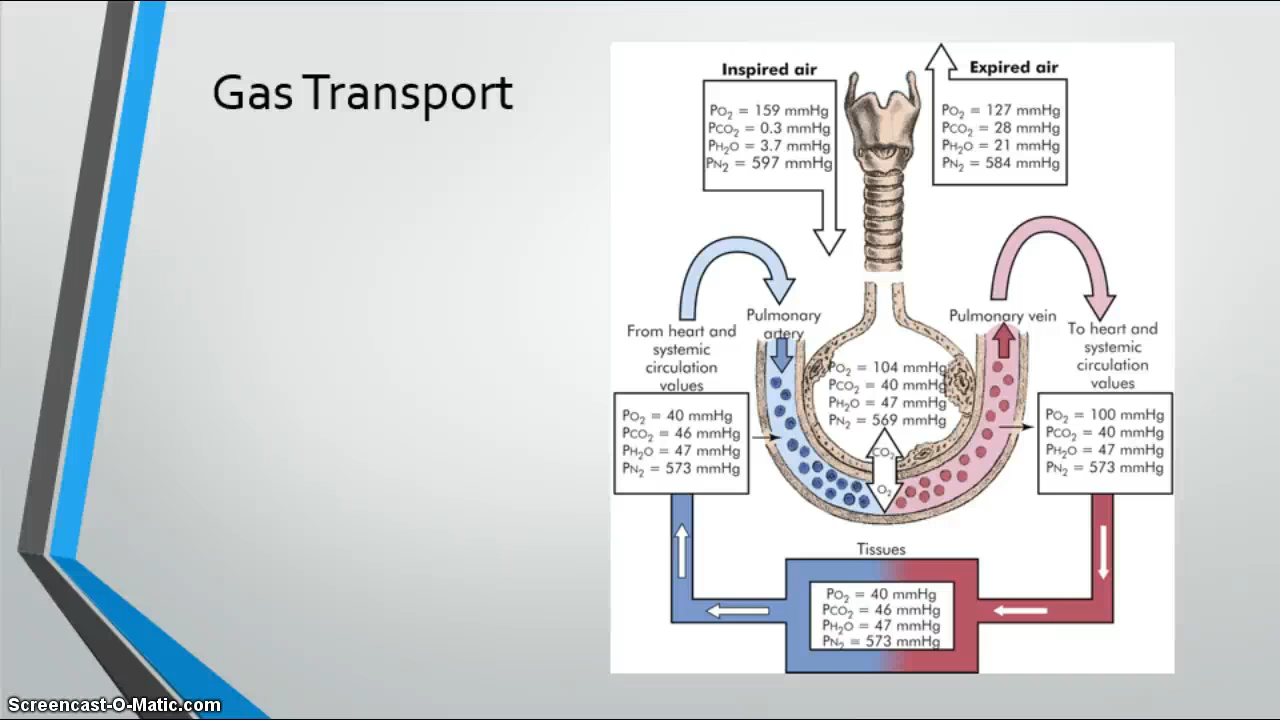 Gas Transport
Inspired air
PO₂ = 159 mmHg
PCO₂ = 0.3 mmHg
PH₂O = 3.7 mmHg
PN₂ = 597 mmHg
Expired air
PO₂ = 127 mmHg
PCO₂ = 28 mmHg
PH₂O = 21 mmHg
PN₂ = 584 mmHg
From heart and
systemic
circulation
values
PO₂ = 40 mmHg
PCO₂ = 46 mmHg
PH₂O = 47 mmHg
PN₂ = 573 mmHg
Pulmonary
artery
PO₂ = 104 mmHg
PCO₂ = 40 mmHg
PH₂O = 47 mmHg
PN₂ = 569 mmHg
CO₂
O₂
Pulmonary vein
To heart and
systemic
circulation
values
PO₂ = 100 mmHg
PCO₂ = 40 mmHg
PH₂O = 47 mmHg
PN₂ = 573 mmHg
Tissues
PO₂ = 40 mmHg
PCO₂ = 46 mmHg
PH₂O = 47 mmHg
PN₂ = 573 mmHg
Screencast-O-Matic.com